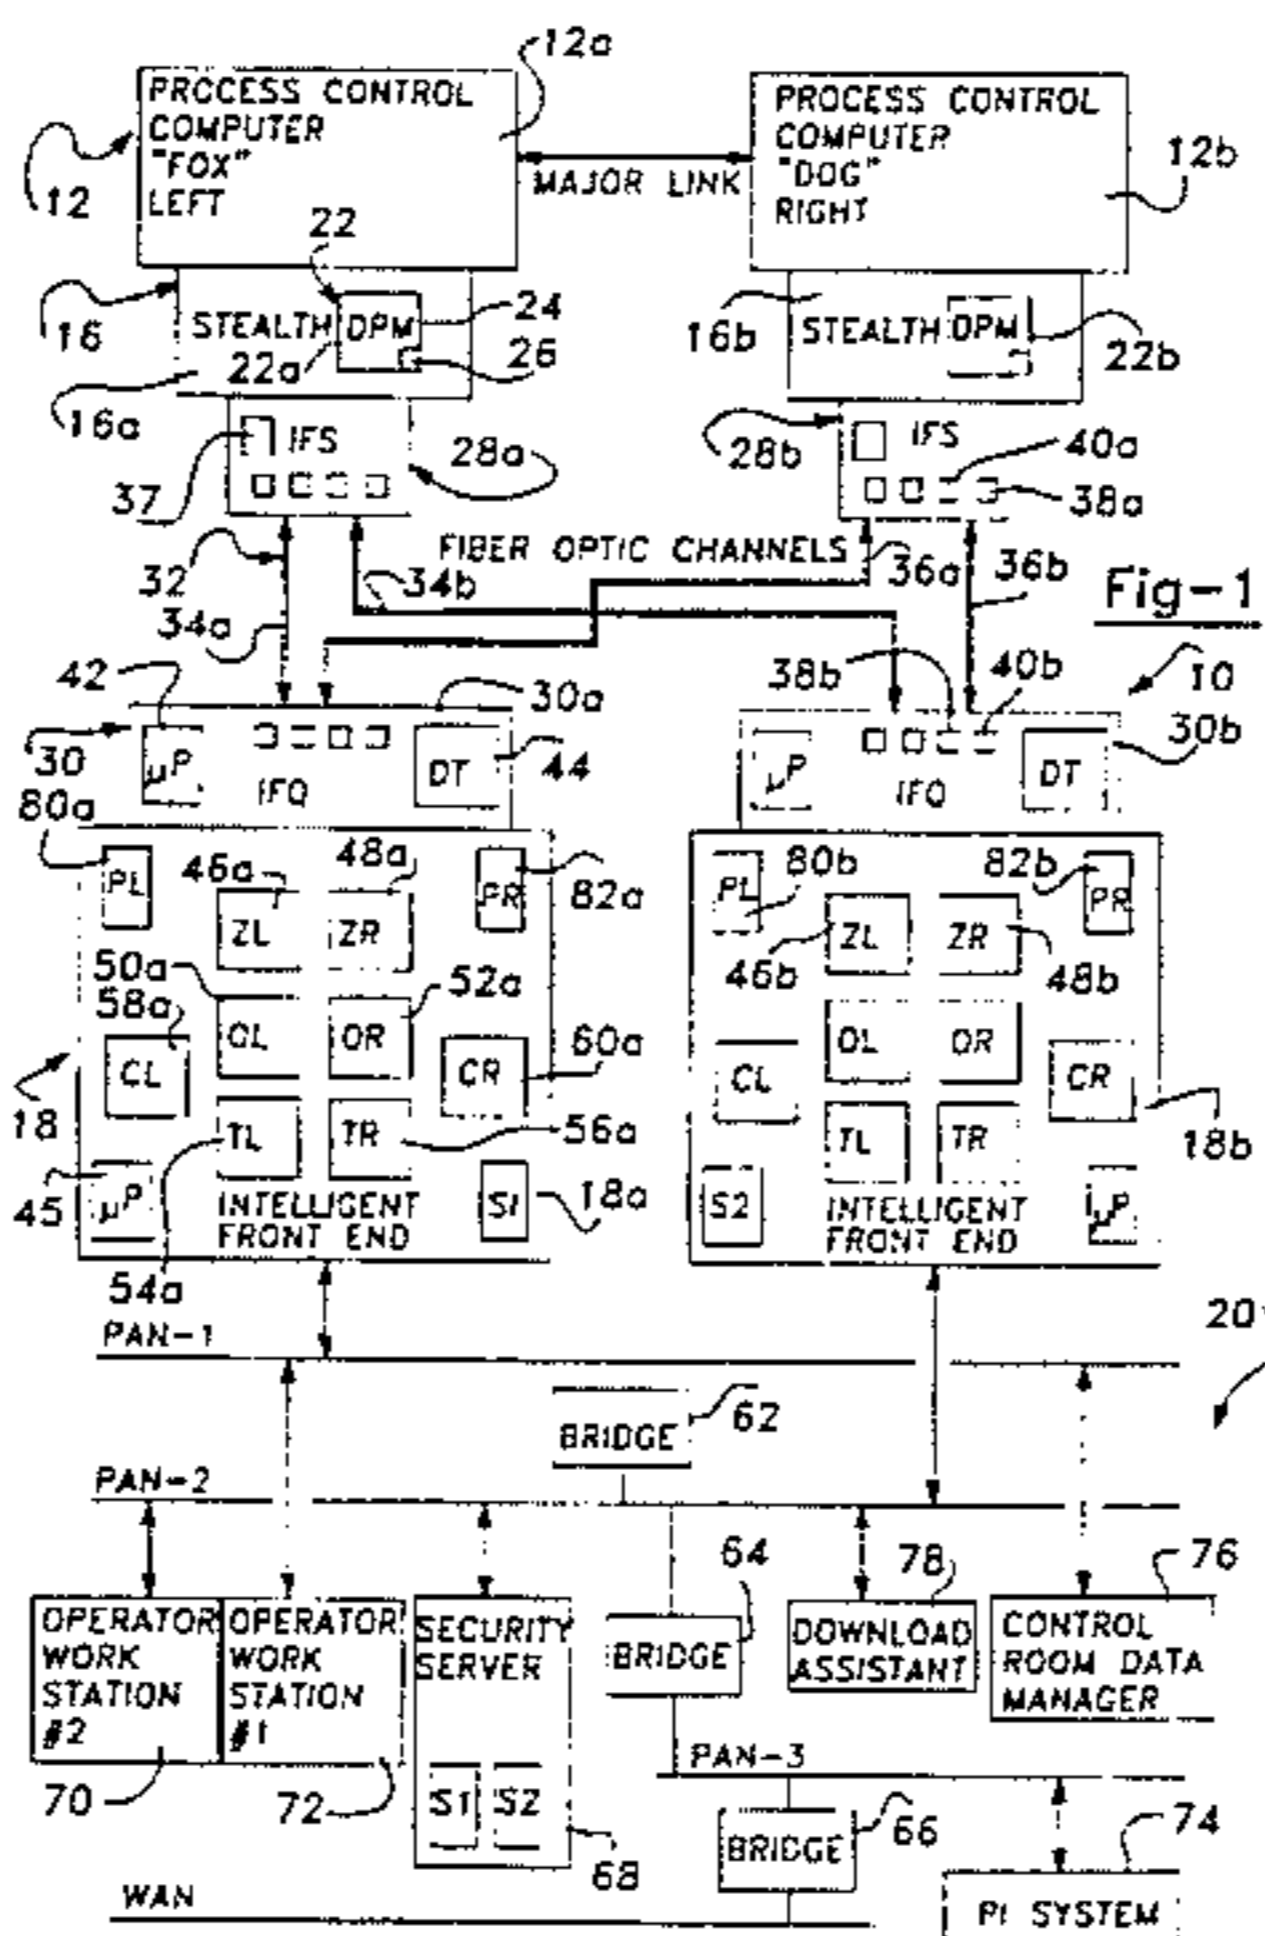 12a
PROCESS CONTROL
COMPUTER
"FOX"
LEFT
12
PROCESS CONTROL
COMPUTER
"DOG"
RIGHT
12b
MAJOR LINK
22
16
STEALTH
DPM
24
22a
26
16a
16b
STEALTH
DPM
22b
IFS
28a
37
28b
IFS
40a
38a
FIBER OPTIC CHANNELS
32
34b
36a
36b
34a
Fig-1
42
30a
38b
40b
10
30
µP
IFQ
DT
44
µP
IFQ
DT
30b
80a
PL
46a
48a
PR
82a
ZL
ZR
PL
80b
82b
PR
46b
ZL
ZR
48b
50a
58a
52a
OL
OR
CL
CR
60a
OL
OR
CL
CR
18
TL
TR
56a
TL
TR
18b
45
µP
INTELLIGENT
FRONT END
S1
18a
S2
INTELLIGENT
FRONT END
µP
54a
PAN-1
20
BRIDGE
62
PAN-2
64
78
76
OPERATOR
WORK
STATION
#2
OPERATOR
WORK
STATION
#1
SECURITY
SERVER
BRIDGE
DOWNLOAD
ASSISTANT
CONTROL
ROOM DATA
MANAGER
PAN-3
70
72
S1
S2
68
BRIDGE
66
74
WAN
PI SYSTEM